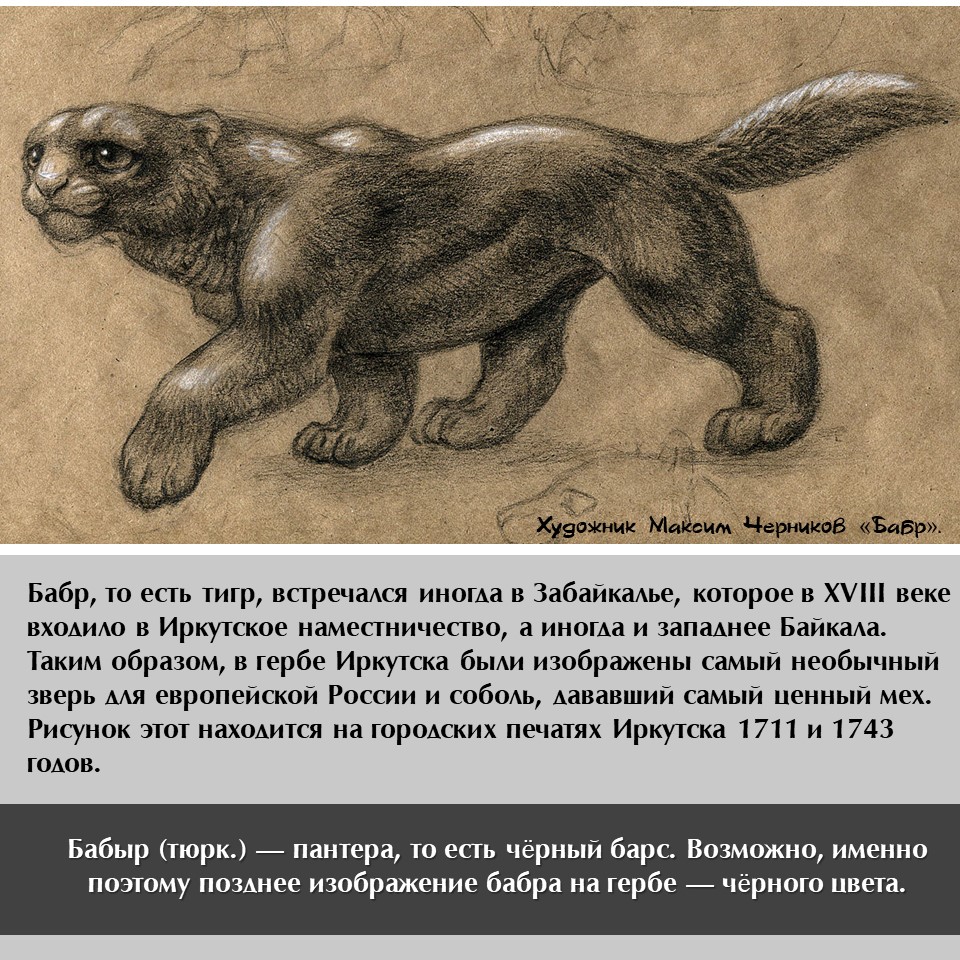 Художник Максим Черников «Бабр».
Бабр, то есть тигр, встречался иногда в Забайкалье, которое в XVIII веке
входило в Иркутское наместничество, а иногда и западнее Байкала.
Таким образом, в гербе Иркутска были изображены самый необычный
зверь для европейской России и соболь, дававший самый ценный мех.
Рисунок этот находится на городских печатях Иркутска 1711 и 1743
годов.
Бабыр (тюрк.) — пантера, то есть чёрный барс. Возможно, именно
поэтому позднее изображение бабра на гербе — чёрного цвета.